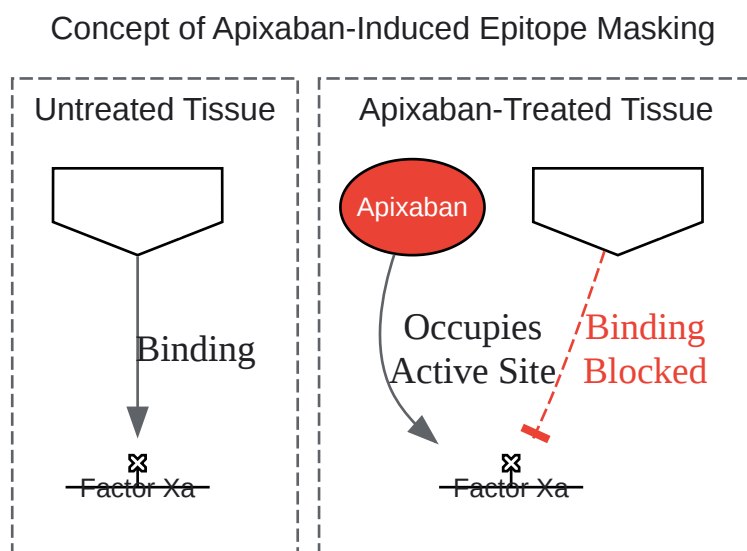 Concept of Apixaban-Induced Epitope Masking
Untreated Tissue
Binding
Factor Xa
Apixaban-Treated Tissue
Apixaban
Occupies
Active Site
Binding
Blocked
Factor Xa